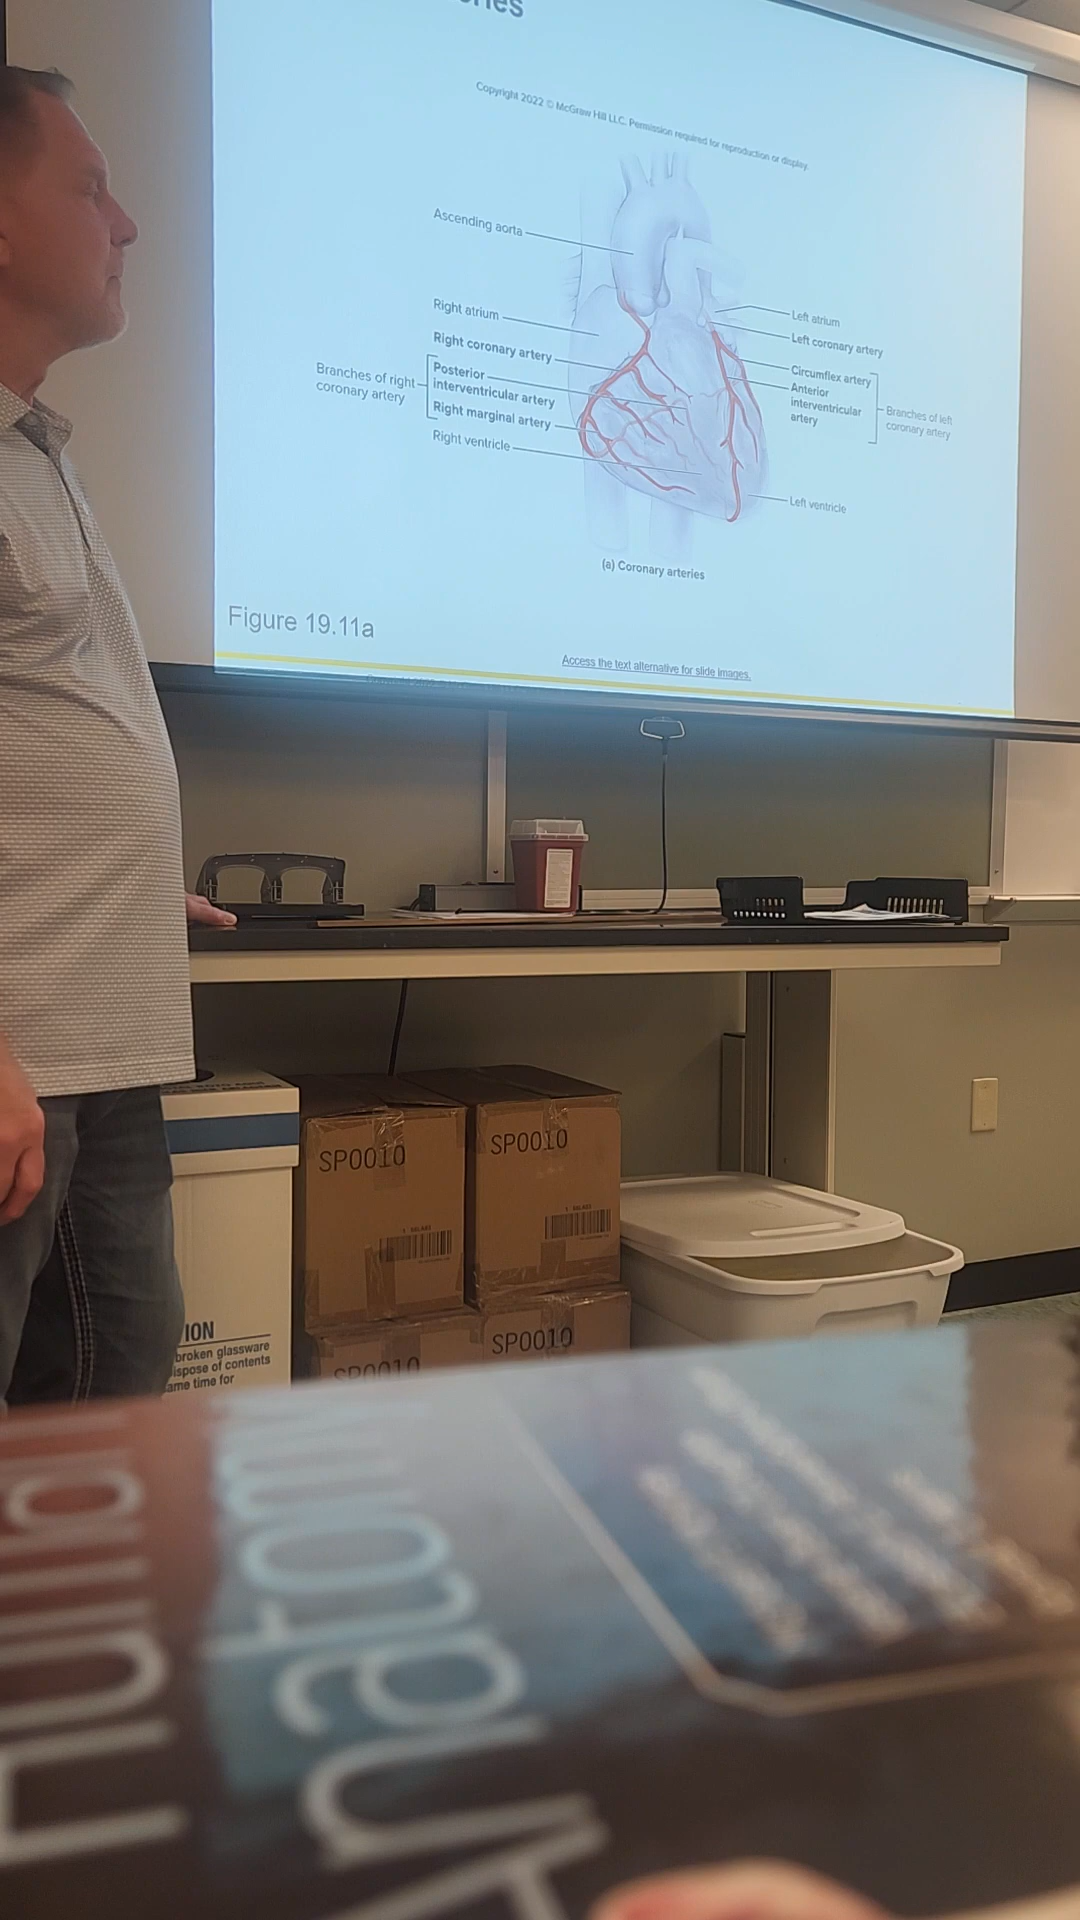 Copyright 2022 © McGraw Hill LLC. Permission required for reproduction or display.
Ascending aorta
Right atrium
Right coronary artery
Branches of right
coronary artery
Posterior
interventricular artery
Right marginal artery
Right ventricle
Left atrium
Left coronary artery
Circumflex artery
Anterior
interventricular
artery
Branches of left
coronary artery
Left ventricle
(a) Coronary arteries
Figure 19.11a
Access the text alternative for slide images.
SP0010
SP0010
SP0010
SP0010
ION
broken glassware
ispose of contents
ame time for
Human
Anatomy